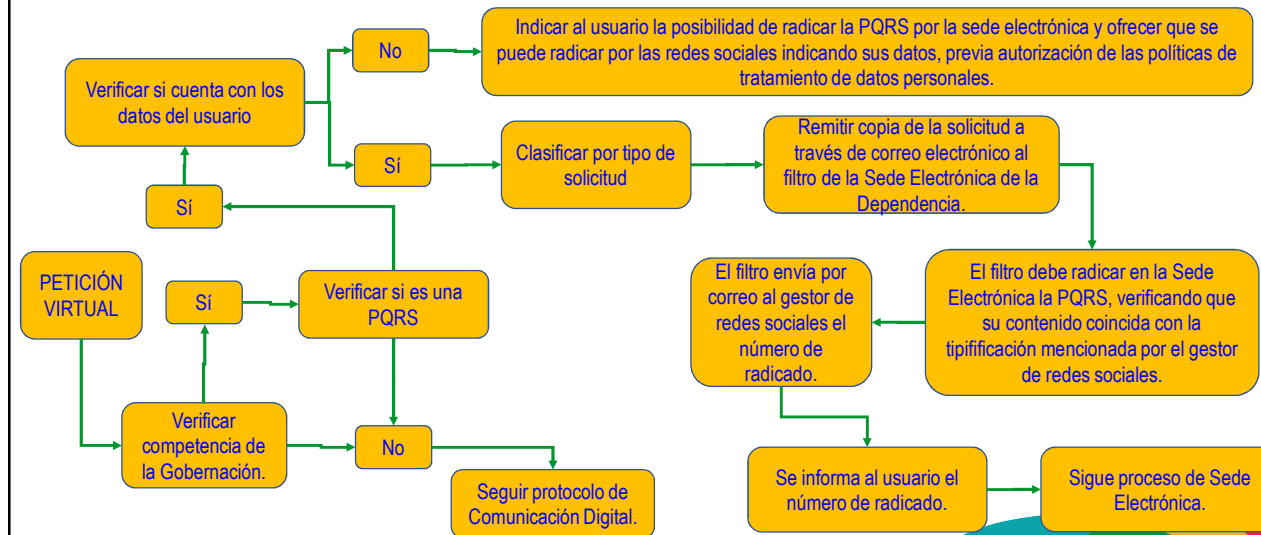 Indicar al usuario la posibilidad de radicar la PQRS por la sede electrónica y ofrecer que se
puede radicar por las redes sociales indicando sus datos, previa autorización de las políticas de
tratamiento de datos personales.
No
Verificar si cuenta con los
datos del usuario
Sí
Clasificar por tipo de
solicitud
Remitir copia de la solicitud a
través de correo electrónico al
filtro de la Sede Electrónica de la
Dependencia.
Sí
PETICIÓN
VIRTUAL
Sí
Verificar si es una
PQRS
El filtro envía por
correo al gestor de
redes sociales el
número de
radicado.
El filtro debe radicar en la Sede
Electrónica la PQRS, verificando que
su contenido coincida con la
tipifificación mencionada por el gestor
de redes sociales.
Verificar
competencia de
la Gobernación.
No
Seguir protocolo de
Comunicación Digital.
Se informa al usuario el
número de radicado.
Sigue proceso de Sede
Electrónica.